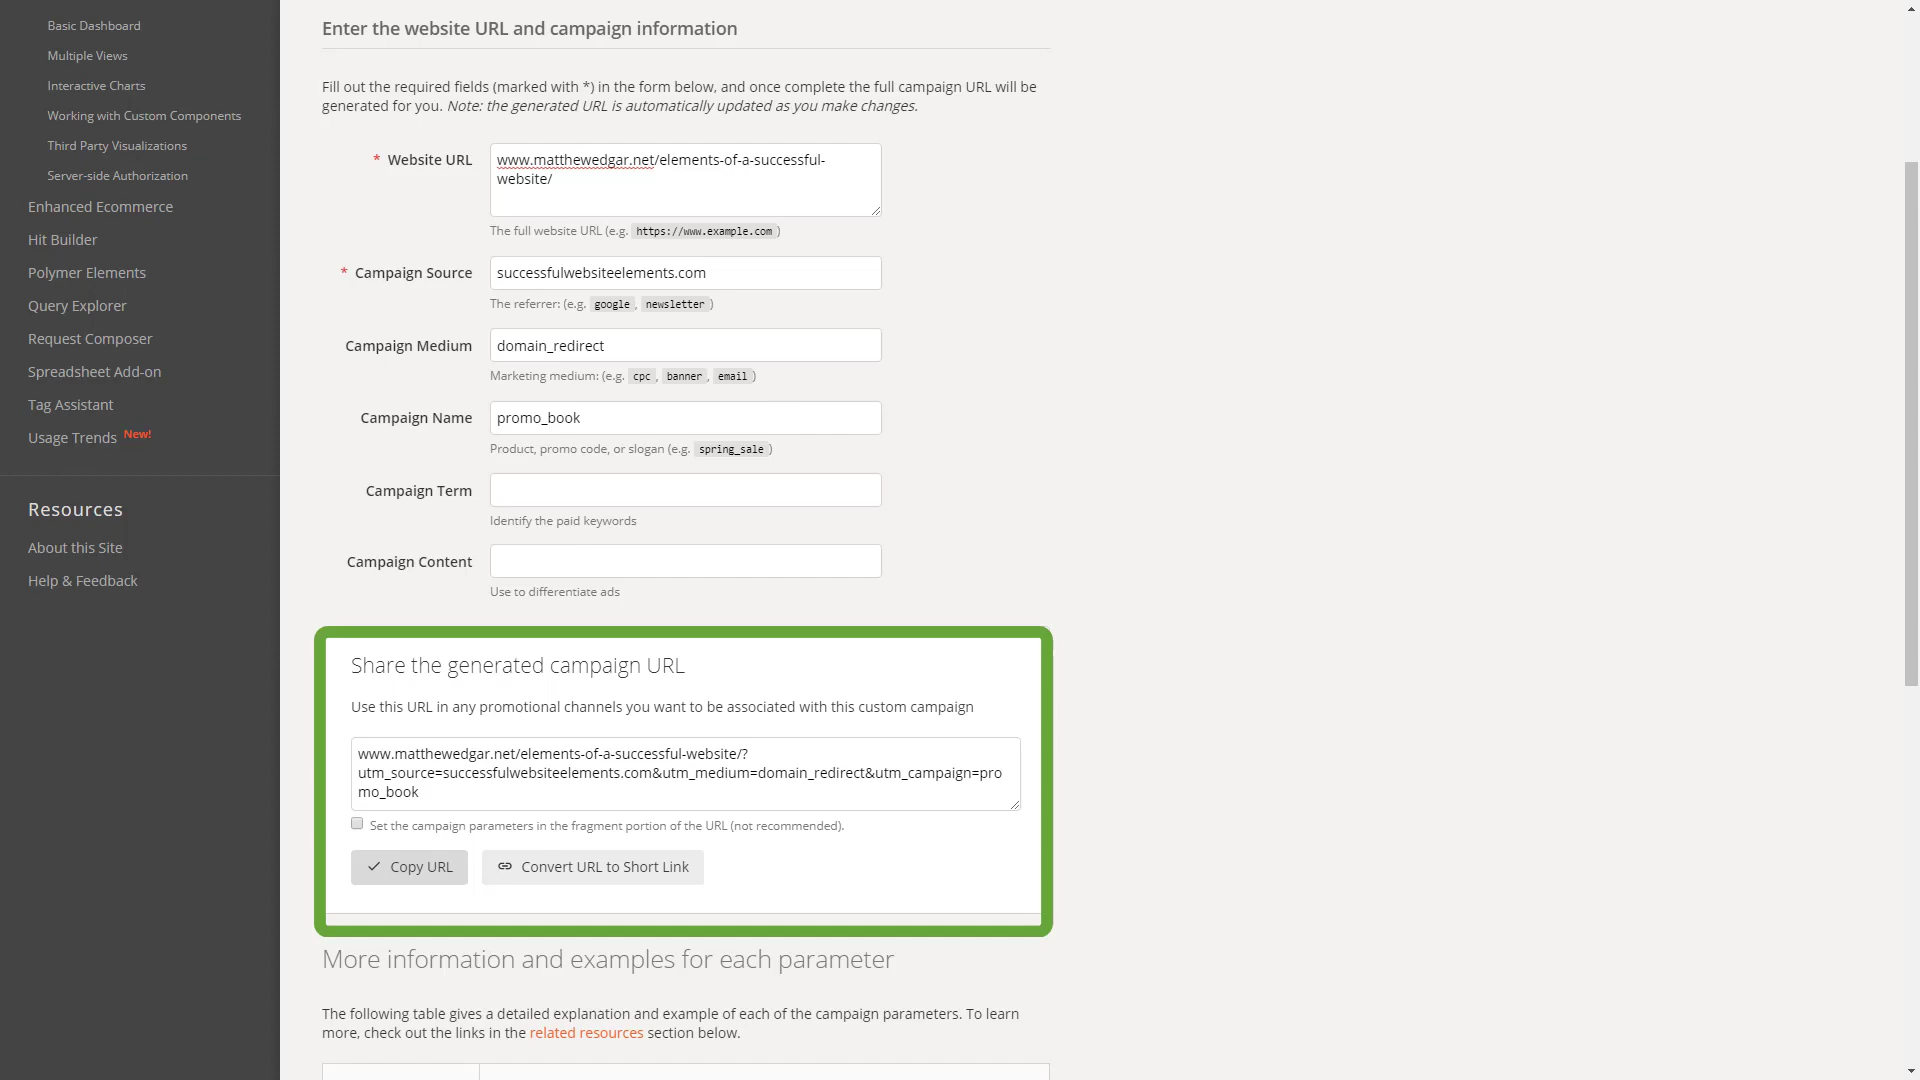 Basic Dashboard
Multiple Views
Interactive Charts
Working with Custom Components
Third Party Visualizations
Server-side Authorization
Enhanced Ecommerce
Hit Builder
Polymer Elements
Query Explorer
Request Composer
Spreadsheet Add-on
Tag Assistant
Usage Trends New!
Resources
About this Site
Help & Feedback
Enter the website URL and campaign information
Fill out the required fields (marked with *) in the form below, and once complete the full campaign URL will be
generated for you. Note: the generated URL is automatically updated as you make changes.
* Website URL
www.matthewedgar.net/elements-of-a-successful-
website/
The full website URL (e.g. https://www.example.com )
* Campaign Source
successfulwebsiteelements.com
The referrer: (e.g. google , newsletter )
Campaign Medium
domain_redirect
Marketing medium: (e.g. cpc , banner , email )
Campaign Name
promo_book
Product, promo code, or slogan (e.g. spring_sale )
Campaign Term
Identify the paid keywords
Campaign Content
Use to differentiate ads
Share the generated campaign URL
Use this URL in any promotional channels you want to be associated with this custom campaign
www.matthewedgar.net/elements-of-a-successful-website/?
utm_source=successfulwebsiteelements.com&utm_medium=domain_redirect&utm_campaign=pro
mo_book
Set the campaign parameters in the fragment portion of the URL (not recommended).
Copy URL
Convert URL to Short Link
More information and examples for each parameter
The following table gives a detailed explanation and example of each of the campaign parameters. To learn
more, check out the links in the related resources section below.